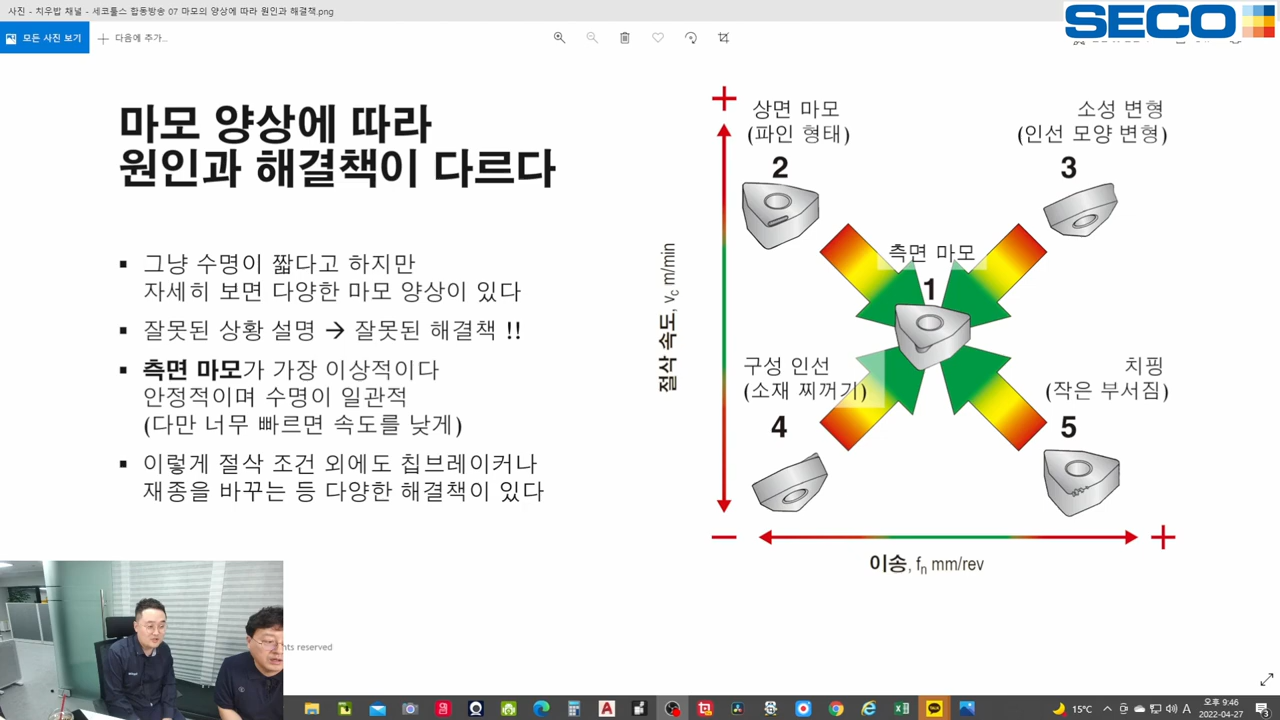 사진 - 치우밥 채널 - 세코툴스 합동방송 07 마모의 양상에 따라 원인과 해결책.png
SECO
모든 사진 보기
다음에 추가...
마모 양상에 따라
원인과 해결책이 다르다
▪ 그냥 수명이 짧다고 하지만
자세히 보면 다양한 마모 양상이 있다
▪ 잘못된 상황 설명 → 잘못된 해결책 !!
▪ 측면 마모가 가장 이상적이다
안정적이며 수명이 일관적
(다만 너무 빠르면 속도를 낮게)
▪ 이렇게 절삭 조건 외에도 칩브레이커나
재종을 바꾸는 등 다양한 해결책이 있다
+
상면 마모
(파인 형태)
2
소성 변형
(인선 모양 변형)
3
측면 마모
1
절삭 속도, vc m/min
구성 인선
(소재 찌꺼기)
4
치핑
(작은 부서짐)
5
−
+
이송, fn mm/rev
reserved
15℃
A
오후 9:46
2022-04-27
3